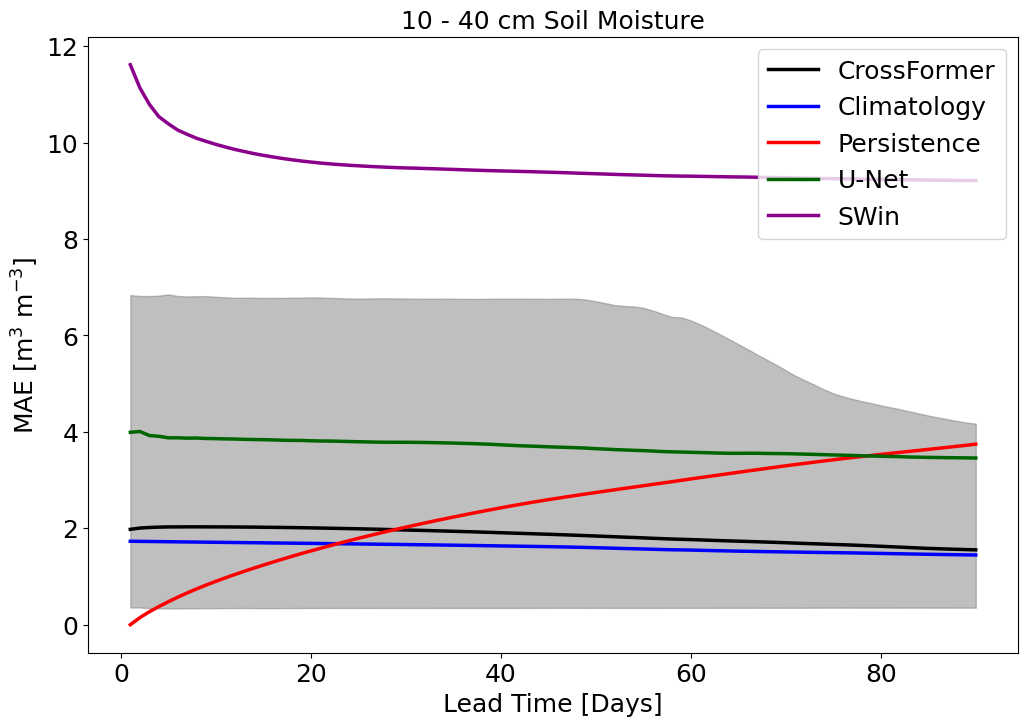 10 - 40 cm Soil Moisture
12
10
8
6
4
2
0
MAE [m³ m⁻³]
CrossFormer
Climatology
Persistence
U-Net
SWin
0 20 40 60 80
Lead Time [Days]